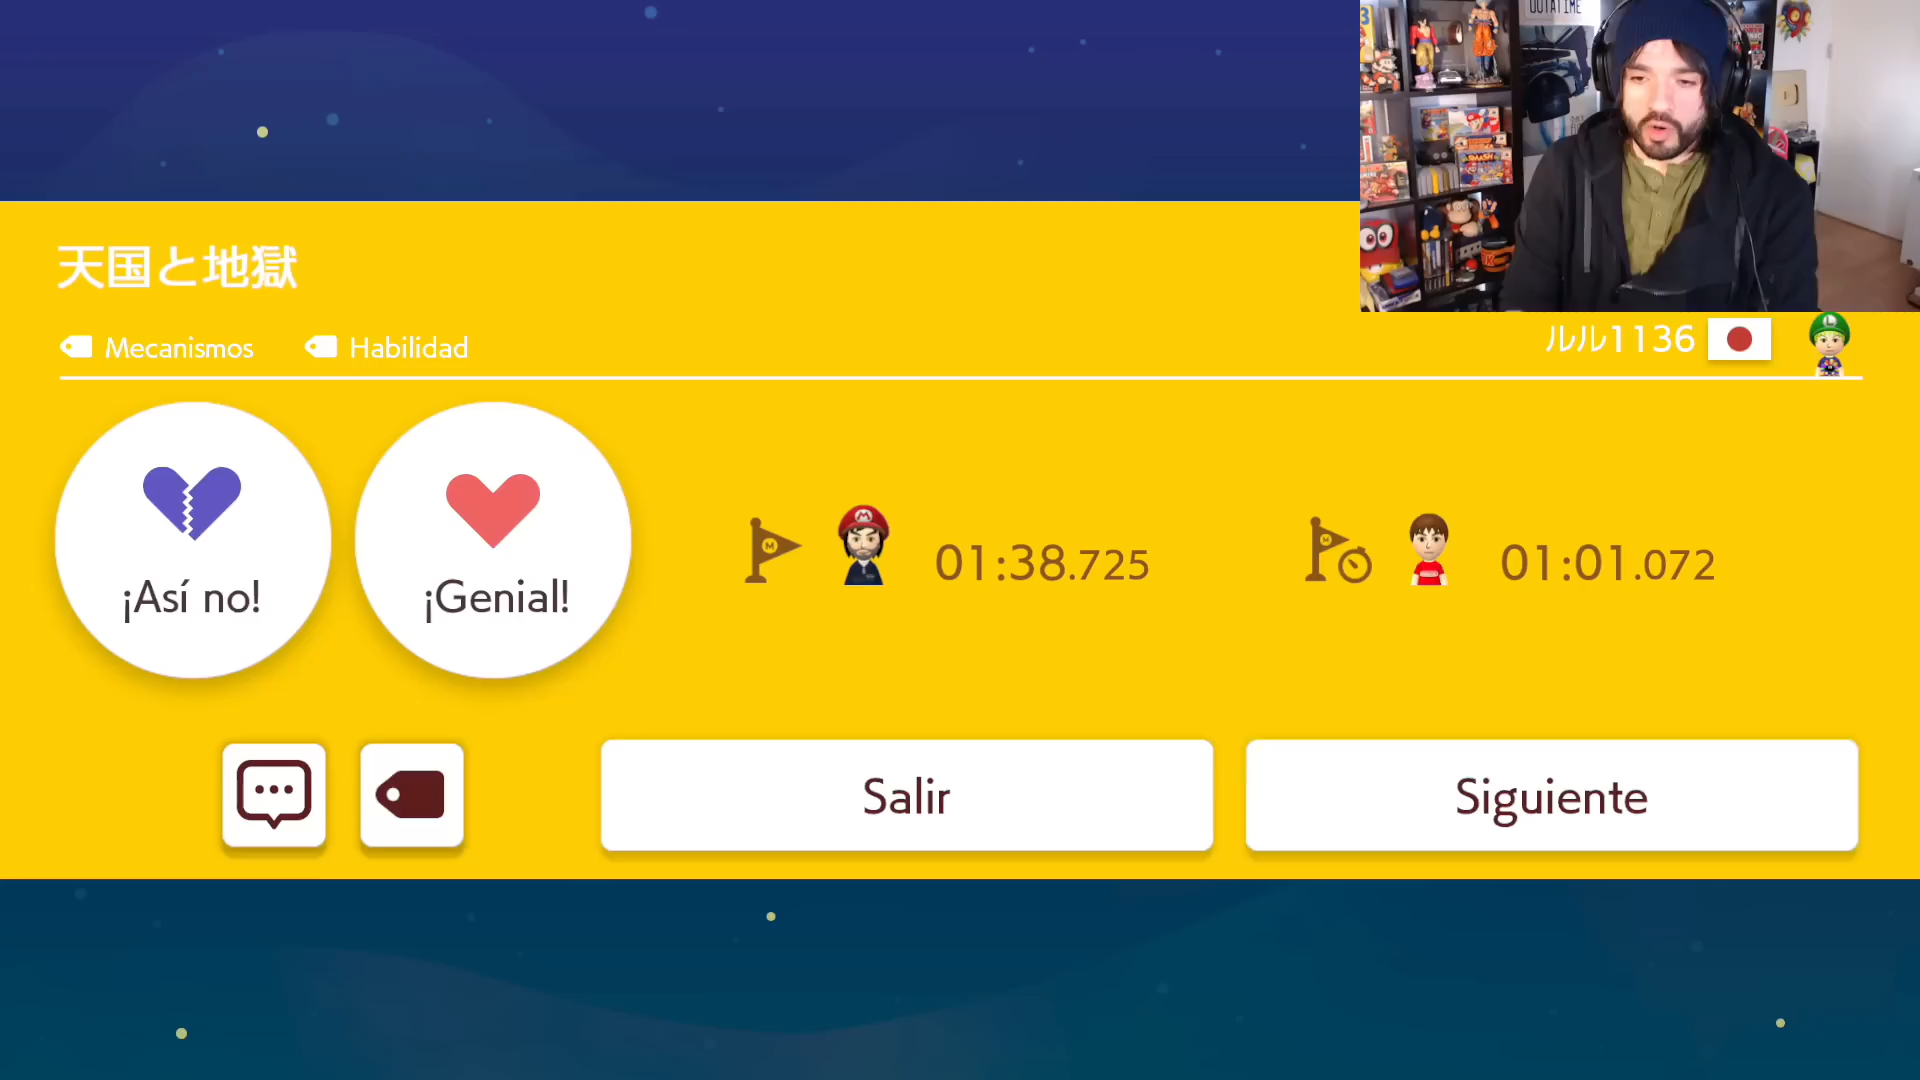 OUTATIME
天国と地獄
Mecanismos
Habilidad
ルル1136
¡Así no!
¡Genial!
01:38.725
01:01.072
Salir
Siguiente